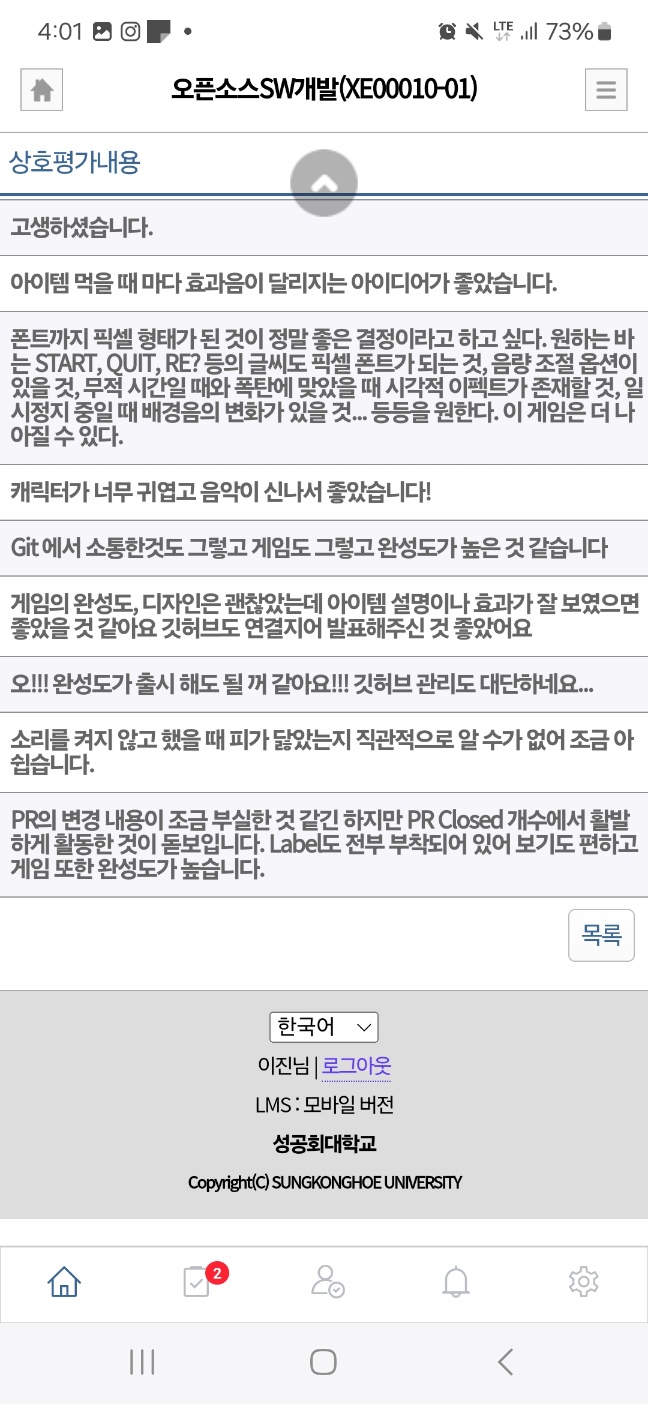 4:01
LTE 73%
오픈소스SW개발(XE00010-01)
상호평가내용
고생하셨습니다.
아이템 먹을 때 마다 효과음이 달리지는 아이디어가 좋았습니다.
폰트까지 픽셀 형태가 된 것이 정말 좋은 결정이라고 하고 싶다. 원하는 바
는 START, QUIT, RE? 등의 글씨도 픽셀 폰트가 되는 것, 음량 조절 옵션이
있을 것, 무적 시간일 때와 폭탄에 맞았을 때 시각적 이펙트가 존재할 것, 일
시정지 중일 때 배경음의 변화가 있을 것... 등등을 원한다. 이 게임은 더 나
아질 수 있다.
캐릭터가 너무 귀엽고 음악이 신나서 좋았습니다!
Git 에서 소통한것도 그렇고 게임도 그렇고 완성도가 높은 것 같습니다
게임의 완성도, 디자인은 괜찮았는데 아이템 설명이나 효과가 잘 보였으면
좋았을 것 같아요 깃허브도 연결지어 발표해주신 것 좋았어요
오!!! 완성도가 출시 해도 될 꺼 같아요!!! 깃허브 관리도 대단하네요...
소리를 켜지 않고 했을 때 피가 닳았는지 직관적으로 알 수가 없어 조금 아
쉽습니다.
PR의 변경 내용이 조금 부실한 것 같긴 하지만 PR Closed 개수에서 활발
하게 활동한 것이 돋보입니다. Label도 전부 부착되어 있어 보기도 편하고
게임 또한 완성도가 높습니다.
목록
한국어
이진님 | 로그아웃
LMS : 모바일 버전
성공회대학교
Copyright(C) SUNGKONGHOE UNIVERSITY
2